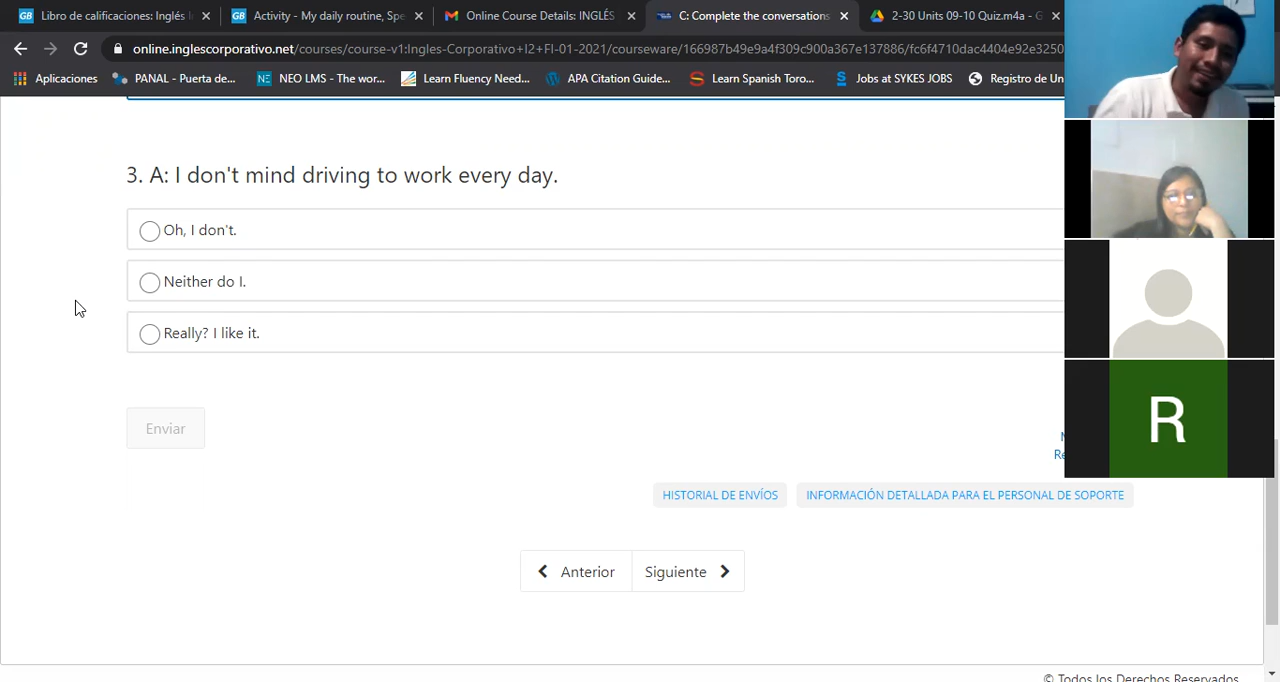 Libro de calificaciones: Inglés I
Activity - My daily routine, Spe
Online Course Details: INGLÉS
C: Complete the conversations
2-30 Units 09-10 Quiz.m4a - G
online.inglescorporativo.net/courses/course-v1:Ingles-Corporativo+I2+FI-01-2021/courseware/166987b49e9a4f309c900a367e137886/fc6f4710dac4404e92e3250
Aplicaciones
PANAL - Puerta de...
NEO LMS - The wor...
Learn Fluency Need...
APA Citation Guide...
Learn Spanish Toro...
Jobs at SYKES JOBS
Registro de Un
3. A: I don't mind driving to work every day.
Oh, I don't.
Neither do I.
Really? I like it.
Enviar
HISTORIAL DE ENVÍOS
INFORMACIÓN DETALLADA PARA EL PERSONAL DE SOPORTE
Anterior
Siguiente
© Todos los Derechos Reservados
R